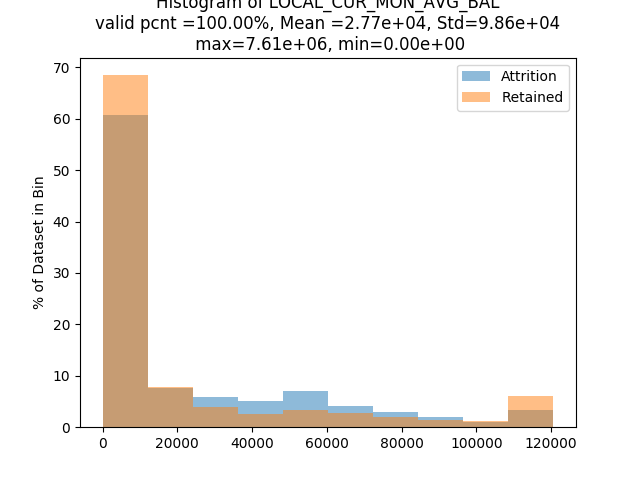 Histogram of LOCAL_CUR_MON_AVG_BAL
valid pcnt =100.00%, Mean =2.77e+04, Std=9.86e+04
max=7.61e+06, min=0.00e+00
Attrition
Retained
% of Dataset in Bin
70
60
50
40
30
20
10
0
0 20000 40000 60000 80000 100000 120000